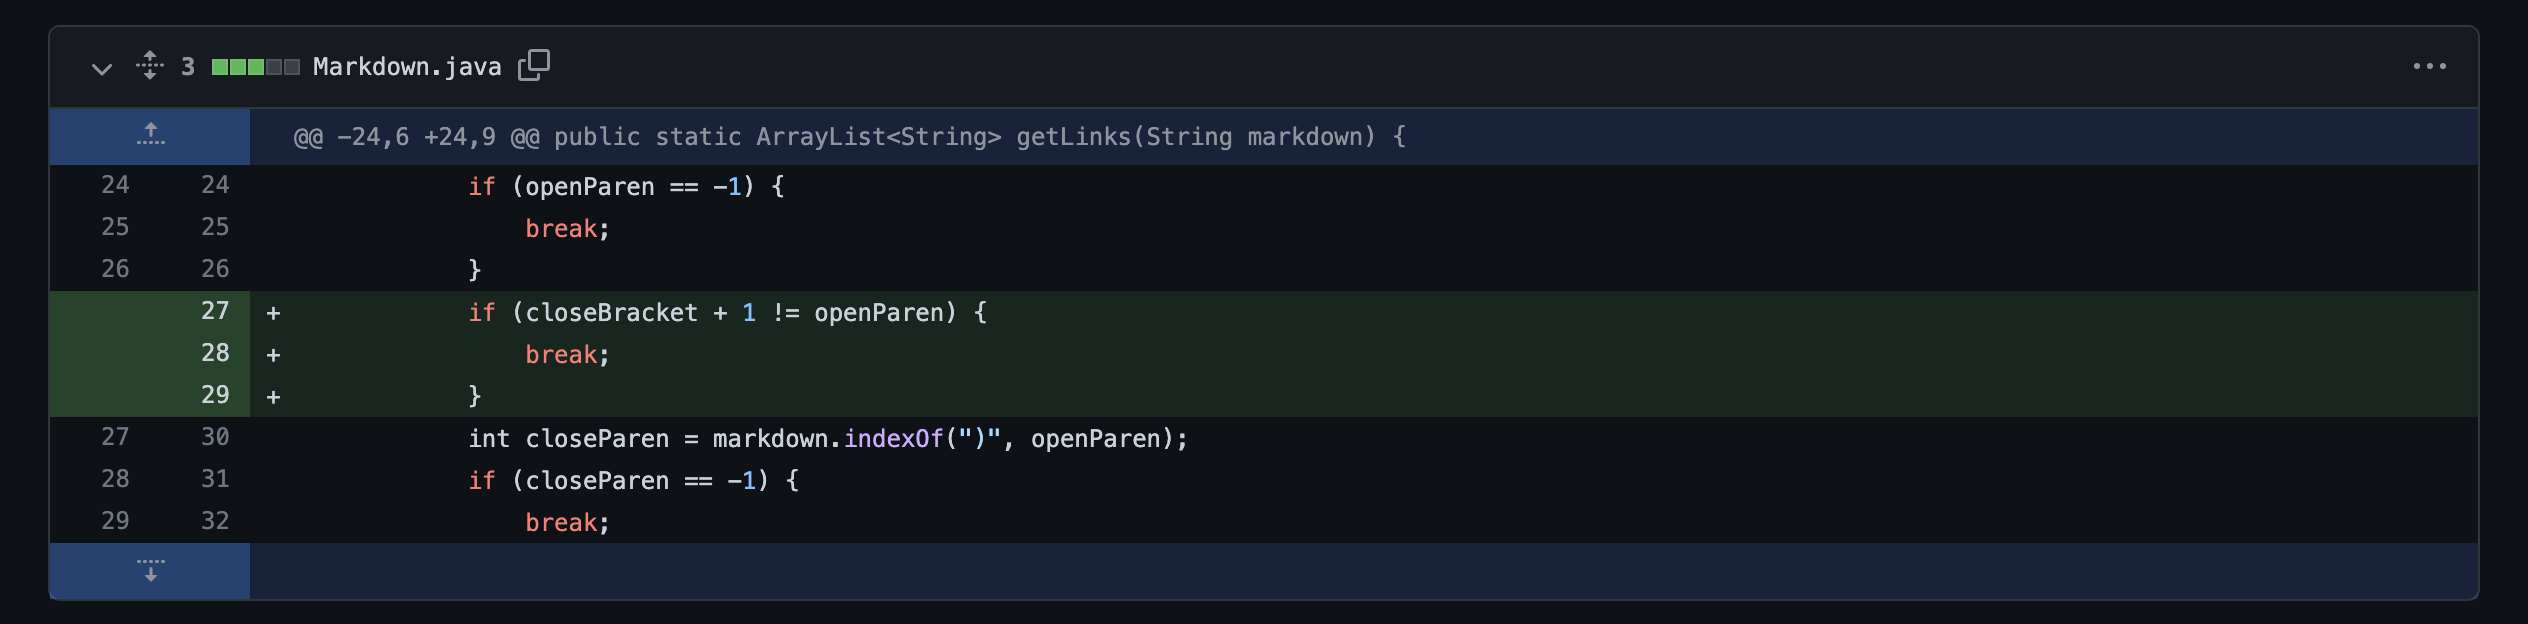 3 Markdown.java
@@ -24,6 +24,9 @@ public static ArrayList<String> getLinks(String markdown) {
24 24 if (openParen == -1) {
25 25 break;
26 26 }
27 + if (closeBracket + 1 != openParen) {
28 + break;
29 + }
27 30 int closeParen = markdown.indexOf(")", openParen);
28 31 if (closeParen == -1) {
29 32 break;